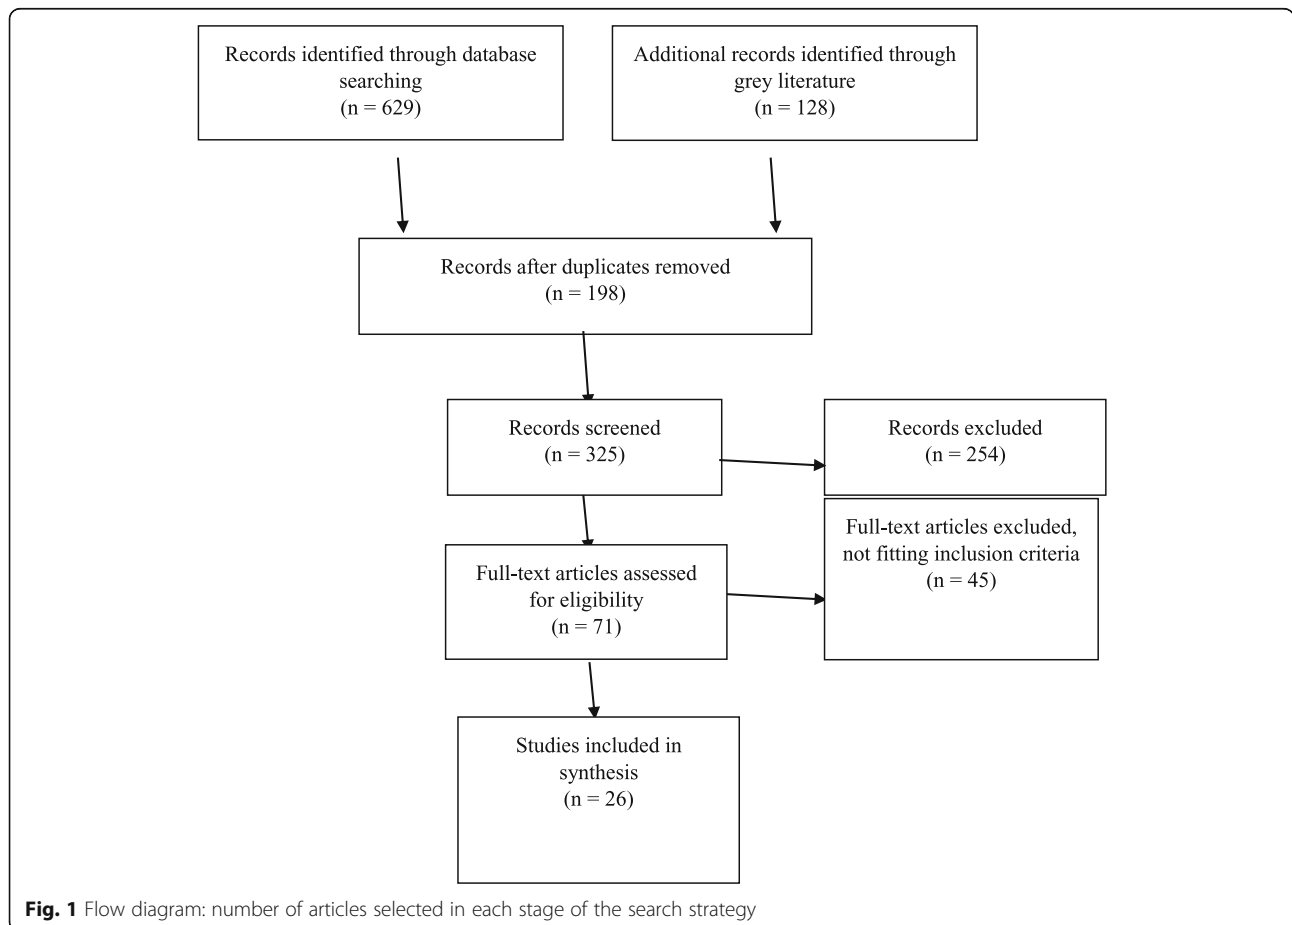 Records identified through database
searching
(n = 629)
Additional records identified through
grey literature
(n = 128)
Records after duplicates removed
(n = 198)
Records screened
(n = 325)
Records excluded
(n = 254)
Full-text articles assessed
for eligibility
(n = 71)
Full-text articles excluded,
not fitting inclusion criteria
(n = 45)
Studies included in
synthesis
(n = 26)
Fig. 1 Flow diagram: number of articles selected in each stage of the search strategy